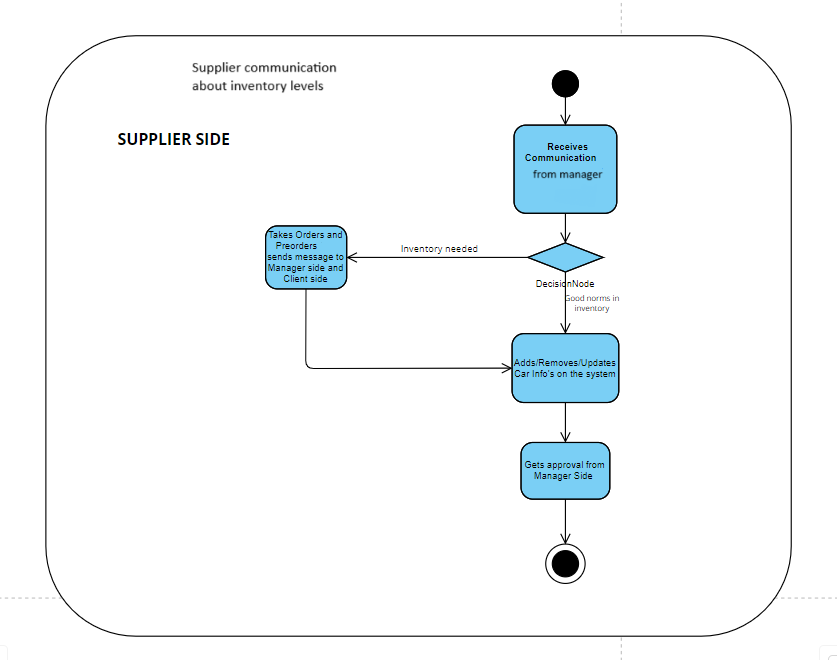 Supplier communication
about inventory levels
SUPPLIER SIDE
Receives
Communication
from manager
Takes Orders and
Preorders
sends message to
Manager side and
Client side
Inventory needed
DecisionNode
Good norms in
inventory
Adds/Removes/Updates
Car Info's on the system
Gets approval from
Manager Side